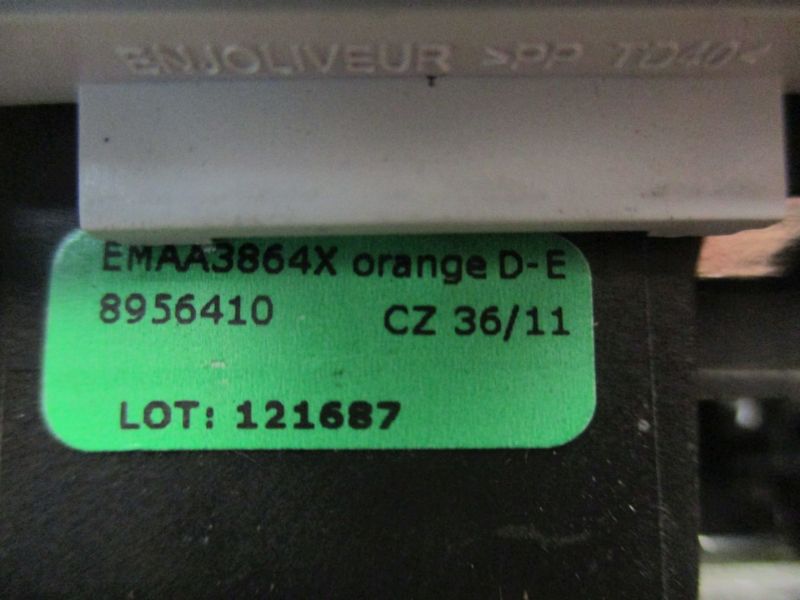 ENJOLIVEUR >PP TD40<
EMAA3864X orange D-E
8956410 CZ 36/11
LOT: 121687